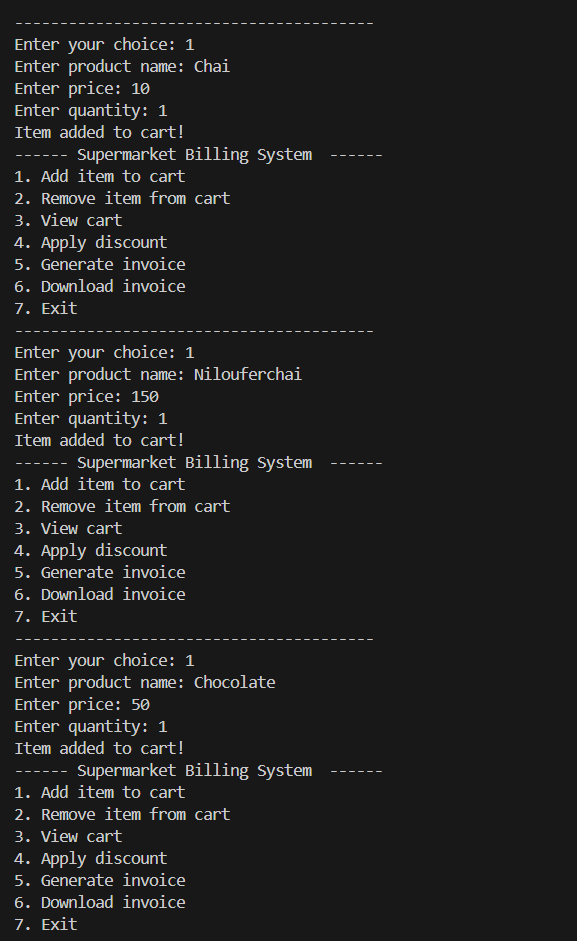 ----------------------------------------
Enter your choice: 1
Enter product name: Chai
Enter price: 10
Enter quantity: 1
Item added to cart!
------ Supermarket Billing System  ------
1. Add item to cart
2. Remove item from cart
3. View cart
4. Apply discount
5. Generate invoice
6. Download invoice
7. Exit
----------------------------------------
Enter your choice: 1
Enter product name: Nilouferchai
Enter price: 150
Enter quantity: 1
Item added to cart!
------ Supermarket Billing System  ------
1. Add item to cart
2. Remove item from cart
3. View cart
4. Apply discount
5. Generate invoice
6. Download invoice
7. Exit
----------------------------------------
Enter your choice: 1
Enter product name: Chocolate
Enter price: 50
Enter quantity: 1
Item added to cart!
------ Supermarket Billing System  ------
1. Add item to cart
2. Remove item from cart
3. View cart
4. Apply discount
5. Generate invoice
6. Download invoice
7. Exit